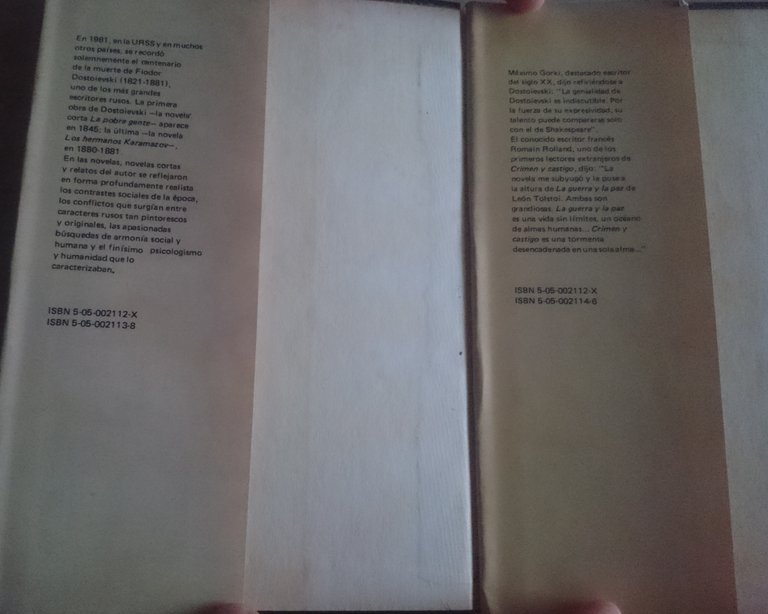 En 1981, en la URSS y en muchos
otros países, se recordó
solemnemente el centenario
de la muerte de Fiodor
Dostoievski (1821-1881),
uno de los más grandes
escritores rusos. La primera
obra de Dostoievski —la novela
corta La pobre gente— aparece
en 1845; la última —la novela
Los hermanos Karamazov—,
en 1880-1881.
En las novelas, novelas cortas
y relatos del autor se reflejaron
en forma profundamente realista
los contrastes sociales de la época,
los conflictos que surgían entre
caracteres rusos tan pintorescos
y originales, las apasionadas
búsquedas de armonía social y
humana y el finísimo psicologismo
y humanidad que lo
caracterizaban.
ISBN 5-05-002112-X
ISBN 5-05-002113-8
Máximo Gorki, destacado escritor
del siglo XX, dijo refiriéndose a
Dostoievski: "La genialidad de
Dostoievski es indiscutible. Por
la fuerza de su expresividad, su
talento puede compararse solo
con el de Shakespeare".
El conocido escritor francés
Romain Rolland, uno de los
primeros lectores extranjeros de
Crimen y castigo, dijo: "La
novela me subyugó y la puse a
la altura de La guerra y la paz de
León Tolstoi. Ambas son
grandiosas. La guerra y la paz
es una vida sin límites, un océano
de almas humanas... Crimen y
castigo es una tormenta
desencadenada en una sola alma..."
ISBN 5-05-002112-X
ISBN 5-05-002114-6